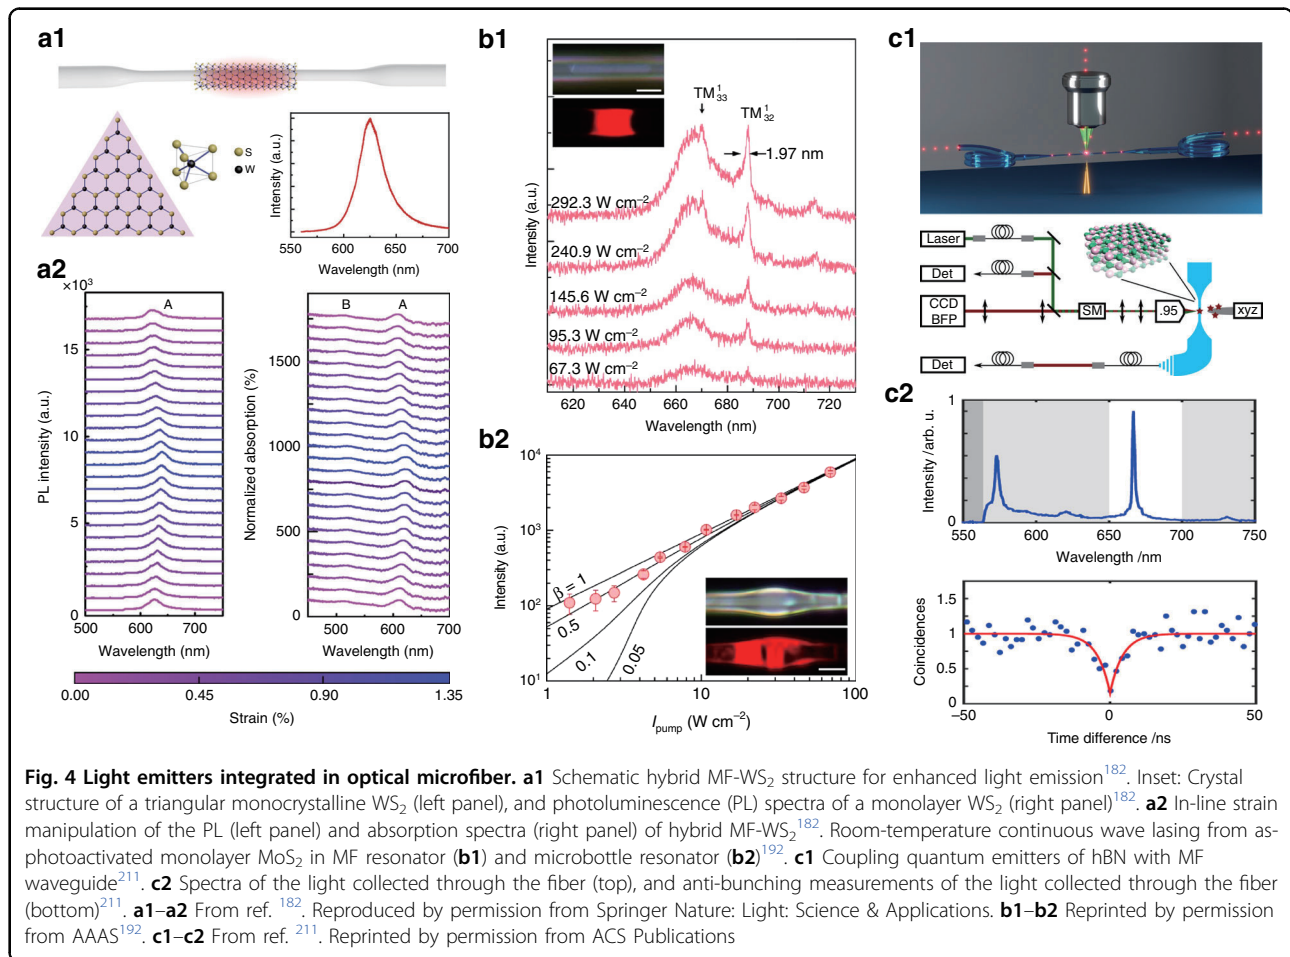 a1
S
W
Intensity (a.u.)
550 600 650 700
Wavelength (nm)
a2
×10³
A
15
10
5
0
PL intensity (a.u.)
500 600 700
Wavelength (nm)
B A
1500
1000
500
0
Normalized absorption (%)
500 600 700
Wavelength (nm)
0.00 0.45 0.90 1.35
Strain (%)
b1
TM¹₃₃
TM¹₃₂
1.97 nm
292.3 W cm⁻²
240.9 W cm⁻²
145.6 W cm⁻²
95.3 W cm⁻²
67.3 W cm⁻²
Intensity (a.u.)
620 640 660 680 700 720
Wavelength (nm)
b2
10⁴
10³
10²
10¹
Intensity (a.u.)
β = 1
0.5
0.1
0.05
1 10 100
I_pump (W cm⁻²)
c1
Laser
Det
CCD
BFP
SM
.95
xyz
Det
c2
1
0.5
0
Intensity /arb. u.
550 600 650 700 750
Wavelength /nm
Coincidences
1.5
1
0.5
0
−50 0 50
Time difference /ns
Fig. 4 Light emitters integrated in optical microfiber. a1 Schematic hybrid MF-WS₂ structure for enhanced light emission¹⁸². Inset: Crystal
structure of a triangular monocrystalline WS₂ (left panel), and photoluminescence (PL) spectra of a monolayer WS₂ (right panel)¹⁸². a2 In-line strain
manipulation of the PL (left panel) and absorption spectra (right panel) of hybrid MF-WS₂¹⁸². Room-temperature continuous wave lasing from as-
photoactivated monolayer MoS₂ in MF resonator (b1) and microbottle resonator (b2)¹⁹². c1 Coupling quantum emitters of hBN with MF
waveguide²¹¹. c2 Spectra of the light collected through the fiber (top), and anti-bunching measurements of the light collected through the fiber
(bottom)²¹¹. a1–a2 From ref. ¹⁸². Reproduced by permission from Springer Nature: Light: Science & Applications. b1–b2 Reprinted by permission
from AAAS¹⁹². c1–c2 From ref. ²¹¹. Reprinted by permission from ACS Publications